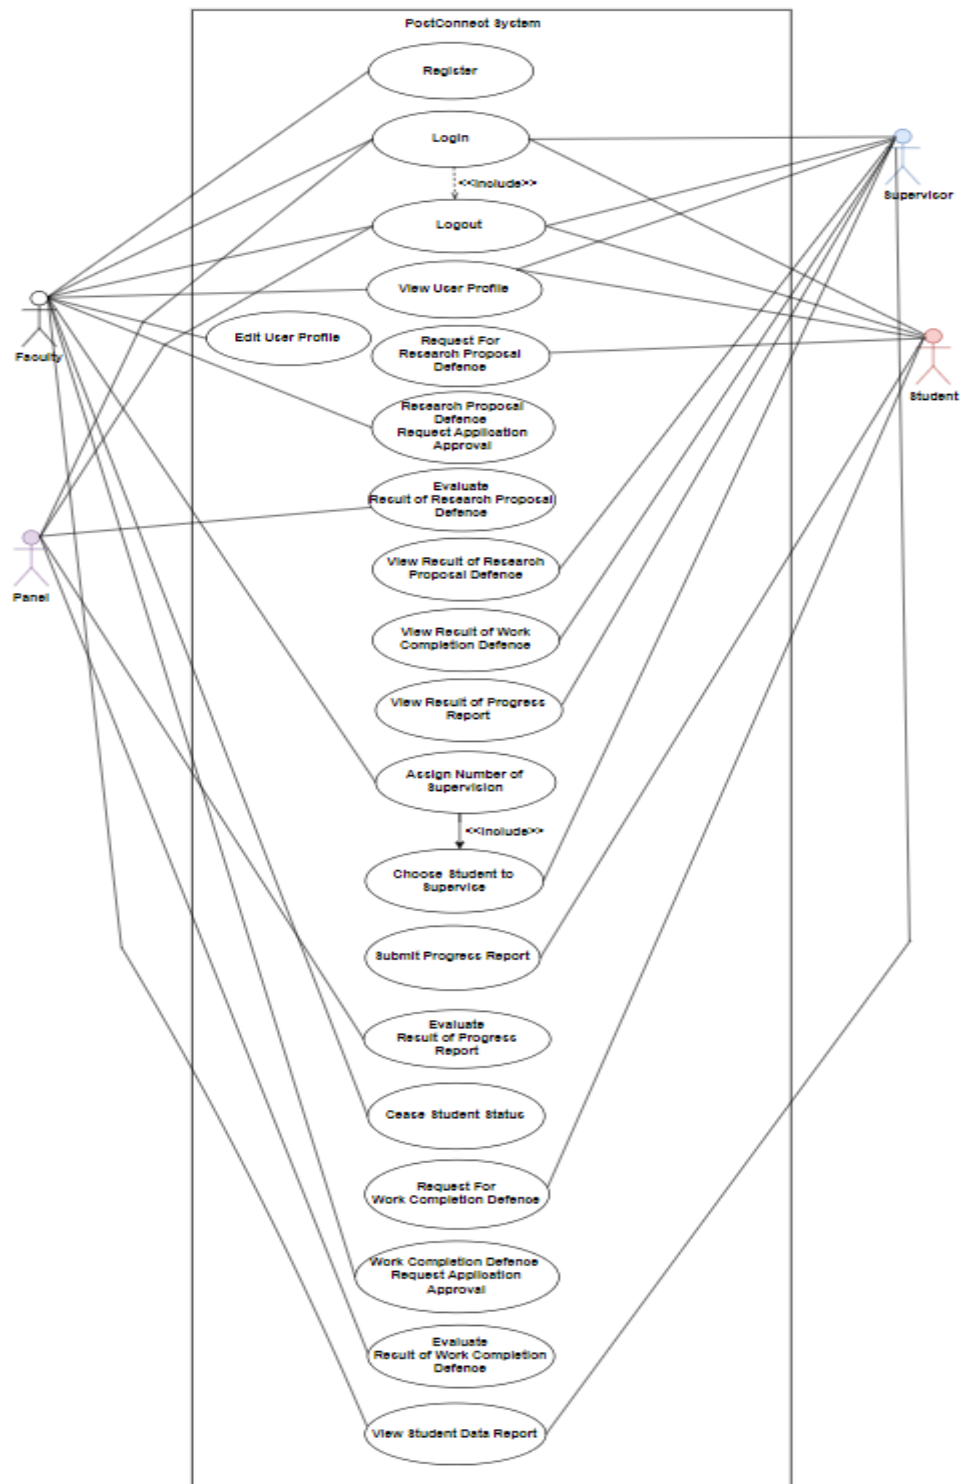 PostConnect System
Register
Login
<<Include>>
Supervisor
Logout
View User Profile
Edit User Profile
Faculty
Request For
Research Proposal
Defence
Student
Research Proposal
Defence
Request Application
Approval
Evaluate
Result of Research Proposal
Defence
Panel
View Result of Research
Proposal Defence
View Result of Work
Completion Defence
View Result of Progress
Report
Assign Number of
Supervision
<<Include>>
Choose Student to
Supervise
Submit Progress Report
Evaluate
Result of Progress
Report
Cease Student Status
Request For
Work Completion Defence
Work Completion Defence
Request Application
Approval
Evaluate
Result of Work Completion
Defence
View Student Data Report